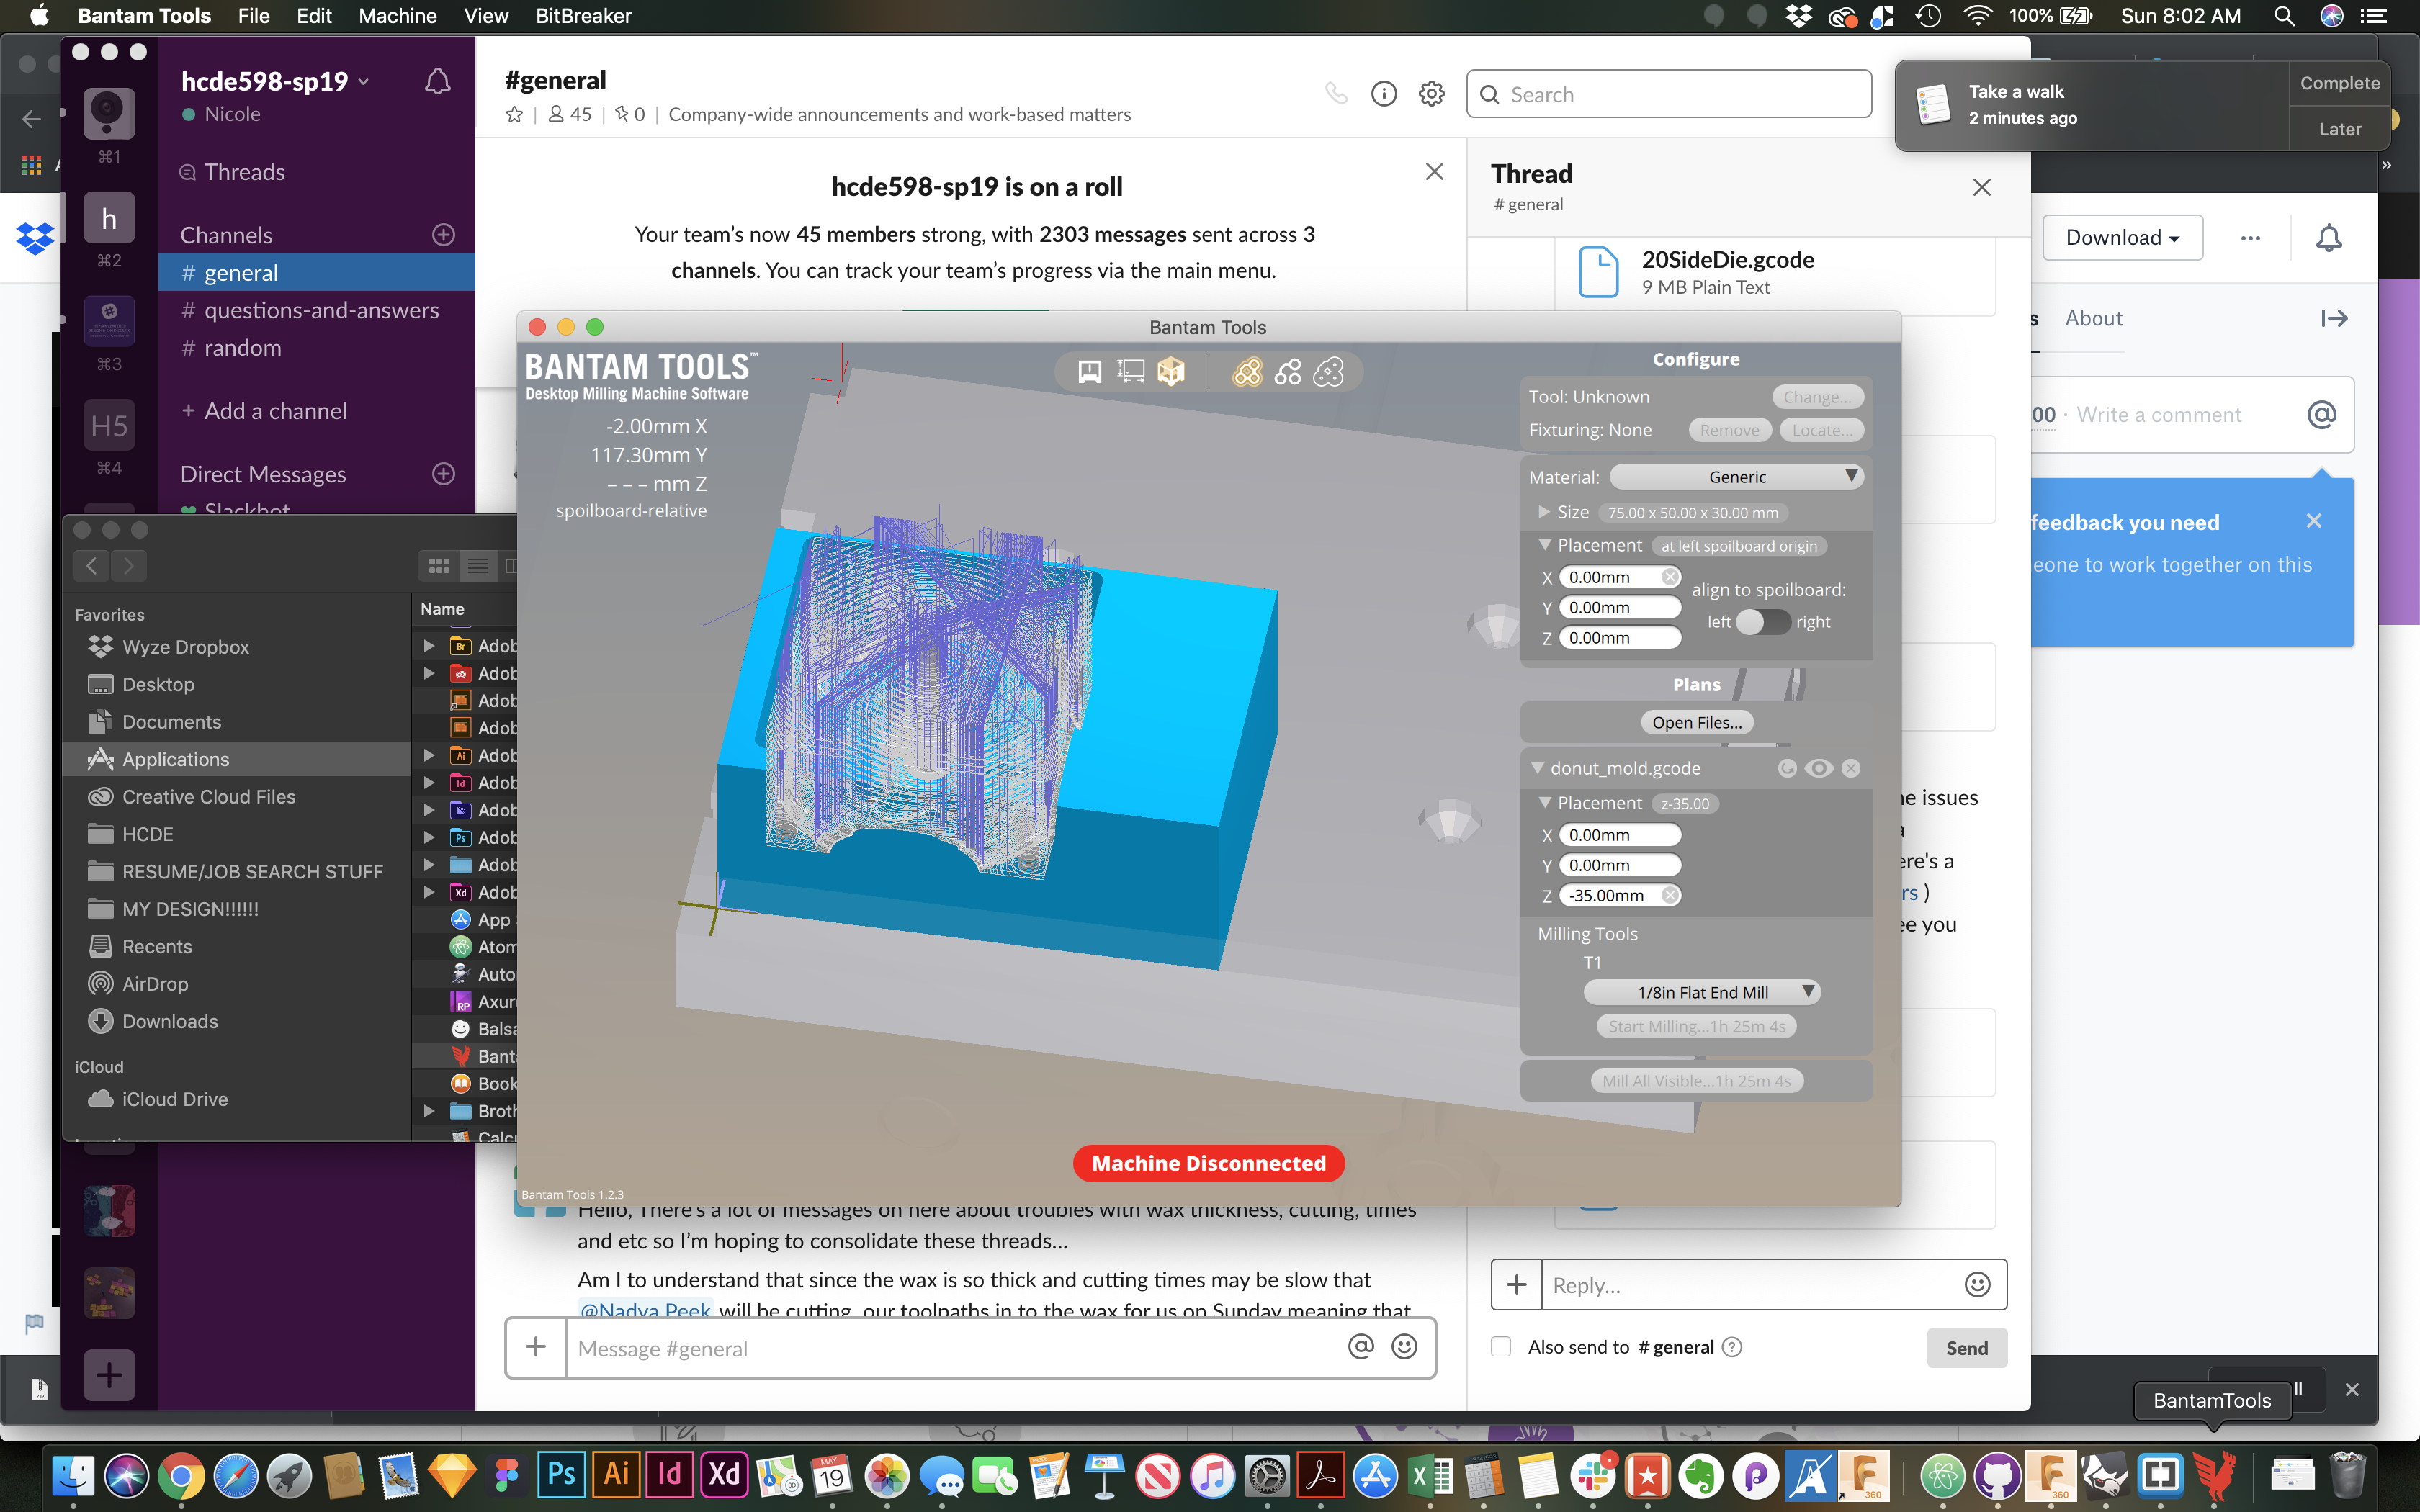 Bantam Tools File Edit Machine View BitBreaker
100% Sun 8:02 AM
hcde598-sp19
Nicole
Threads
Channels
# general
# questions-and-answers
# random
+ Add a channel
Direct Messages
Slackbot
⌘1
h
⌘2
⌘3
H5
⌘4
#general
45 | 0 | Company-wide announcements and work-based matters
Search
hcde598-sp19 is on a roll
Your team's now 45 members strong, with 2303 messages sent across 3
channels. You can track your team's progress via the main menu.
Thread
# general
20SideDie.gcode
9 MB Plain Text
Take a walk
2 minutes ago
Complete
Later
Download
About
00 · Write a comment
feedback you need
eone to work together on this
Favorites
Wyze Dropbox
Desktop
Documents
Applications
Creative Cloud Files
HCDE
RESUME/JOB SEARCH STUFF
MY DESIGN!!!!!!
Recents
AirDrop
Downloads
iCloud
iCloud Drive
Name
Adob
Adob
Adob
Adob
Adob
Adob
Adob
Adob
Adob
Adob
App
Atom
Auto
Axure
Balsa
Banta
Book
Broth
Calcu
Bantam Tools
BANTAM TOOLS™
Desktop Milling Machine Software
-2.00mm X
117.30mm Y
– – – mm Z
spoilboard-relative
Configure
Tool: Unknown Change...
Fixturing: None Remove Locate...
Material: Generic
Size 75.00 x 50.00 x 30.00 mm
Placement at left spoilboard origin
X 0.00mm
Y 0.00mm
Z 0.00mm
align to spoilboard:
left right
Plans
Open Files...
donut_mold.gcode
Placement z-35.00
X 0.00mm
Y 0.00mm
Z -35.00mm
Milling Tools
T1
1/8in Flat End Mill
Start Milling...1h 25m 4s
Mill All Visible...1h 25m 4s
Machine Disconnected
Bantam Tools 1.2.3
e issues
ere's a
rs )
ee you
Hello, There's a lot of messages on here about troubles with wax thickness, cutting, times
and etc so I'm hoping to consolidate these threads...
Am I to understand that since the wax is so thick and cutting times may be slow that
@Nadya Peek will be cutting our toolpaths in to the wax for us on Sunday meaning that
Message #general
Reply...
Also send to # general
Send
BantamTools
Ps Ai Id Xd
MAY
19
360
360